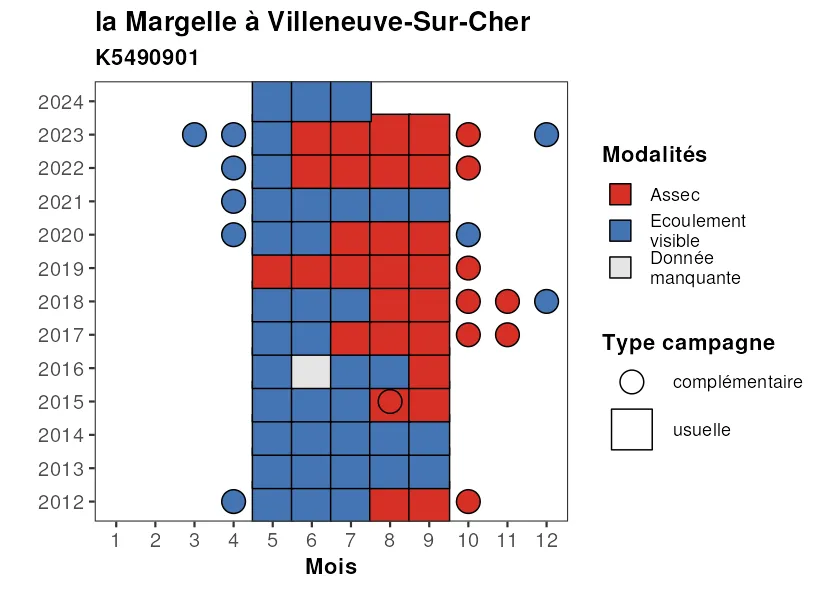 la Margelle à Villeneuve-Sur-Cher
K5490901
2024
2023
2022
2021
2020
2019
2018
2017
2016
2015
2014
2013
2012
1 2 3 4 5 6 7 8 9 10 11 12
Mois
Modalités
Assec
Ecoulement
visible
Donnée
manquante
Type campagne
complémentaire
usuelle